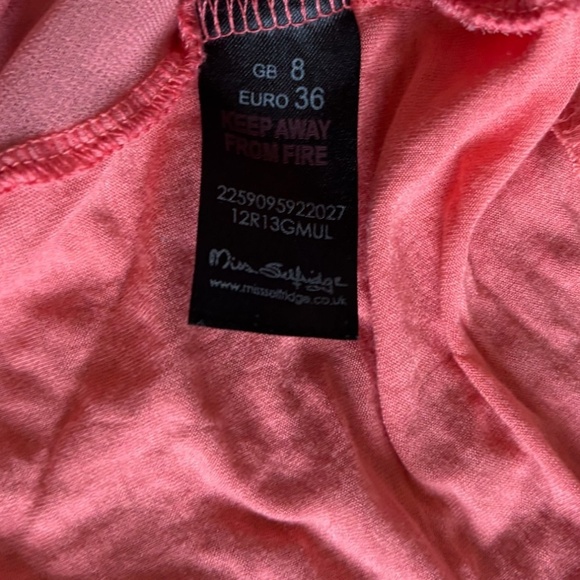 GB 8
EURO 36
KEEP AWAY
FROM FIRE
2259095922027
12R13GMUL
Miss Selfridge
www.missselfridge.co.uk